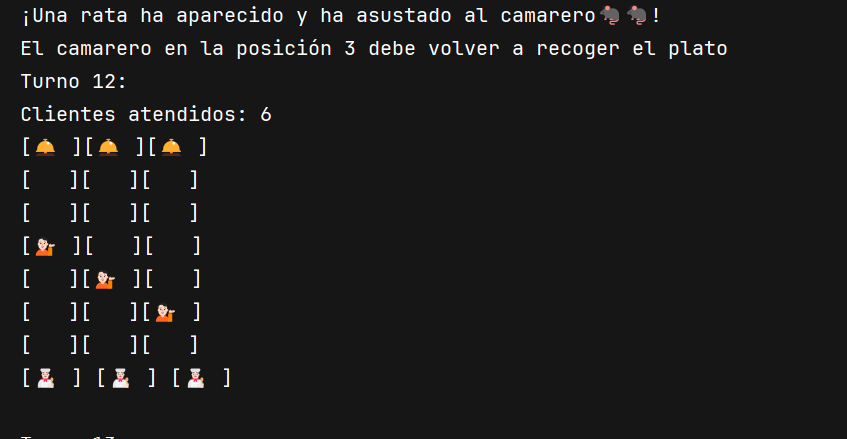 ¡Una rata ha aparecido y ha asustado al camarero🐀🐀!
El camarero en la posición 3 debe volver a recoger el plato
Turno 12:
Clientes atendidos: 6
[🛎️ ][🛎️ ][🛎️ ]
[   ][   ][   ]
[   ][   ][   ]
[💁🏻 ][   ][   ]
[   ][💁🏻 ][   ]
[   ][   ][💁🏻 ]
[   ][   ][   ]
[👩🏻‍🍳 ] [👩🏻‍🍳 ] [👩🏻‍🍳 ]